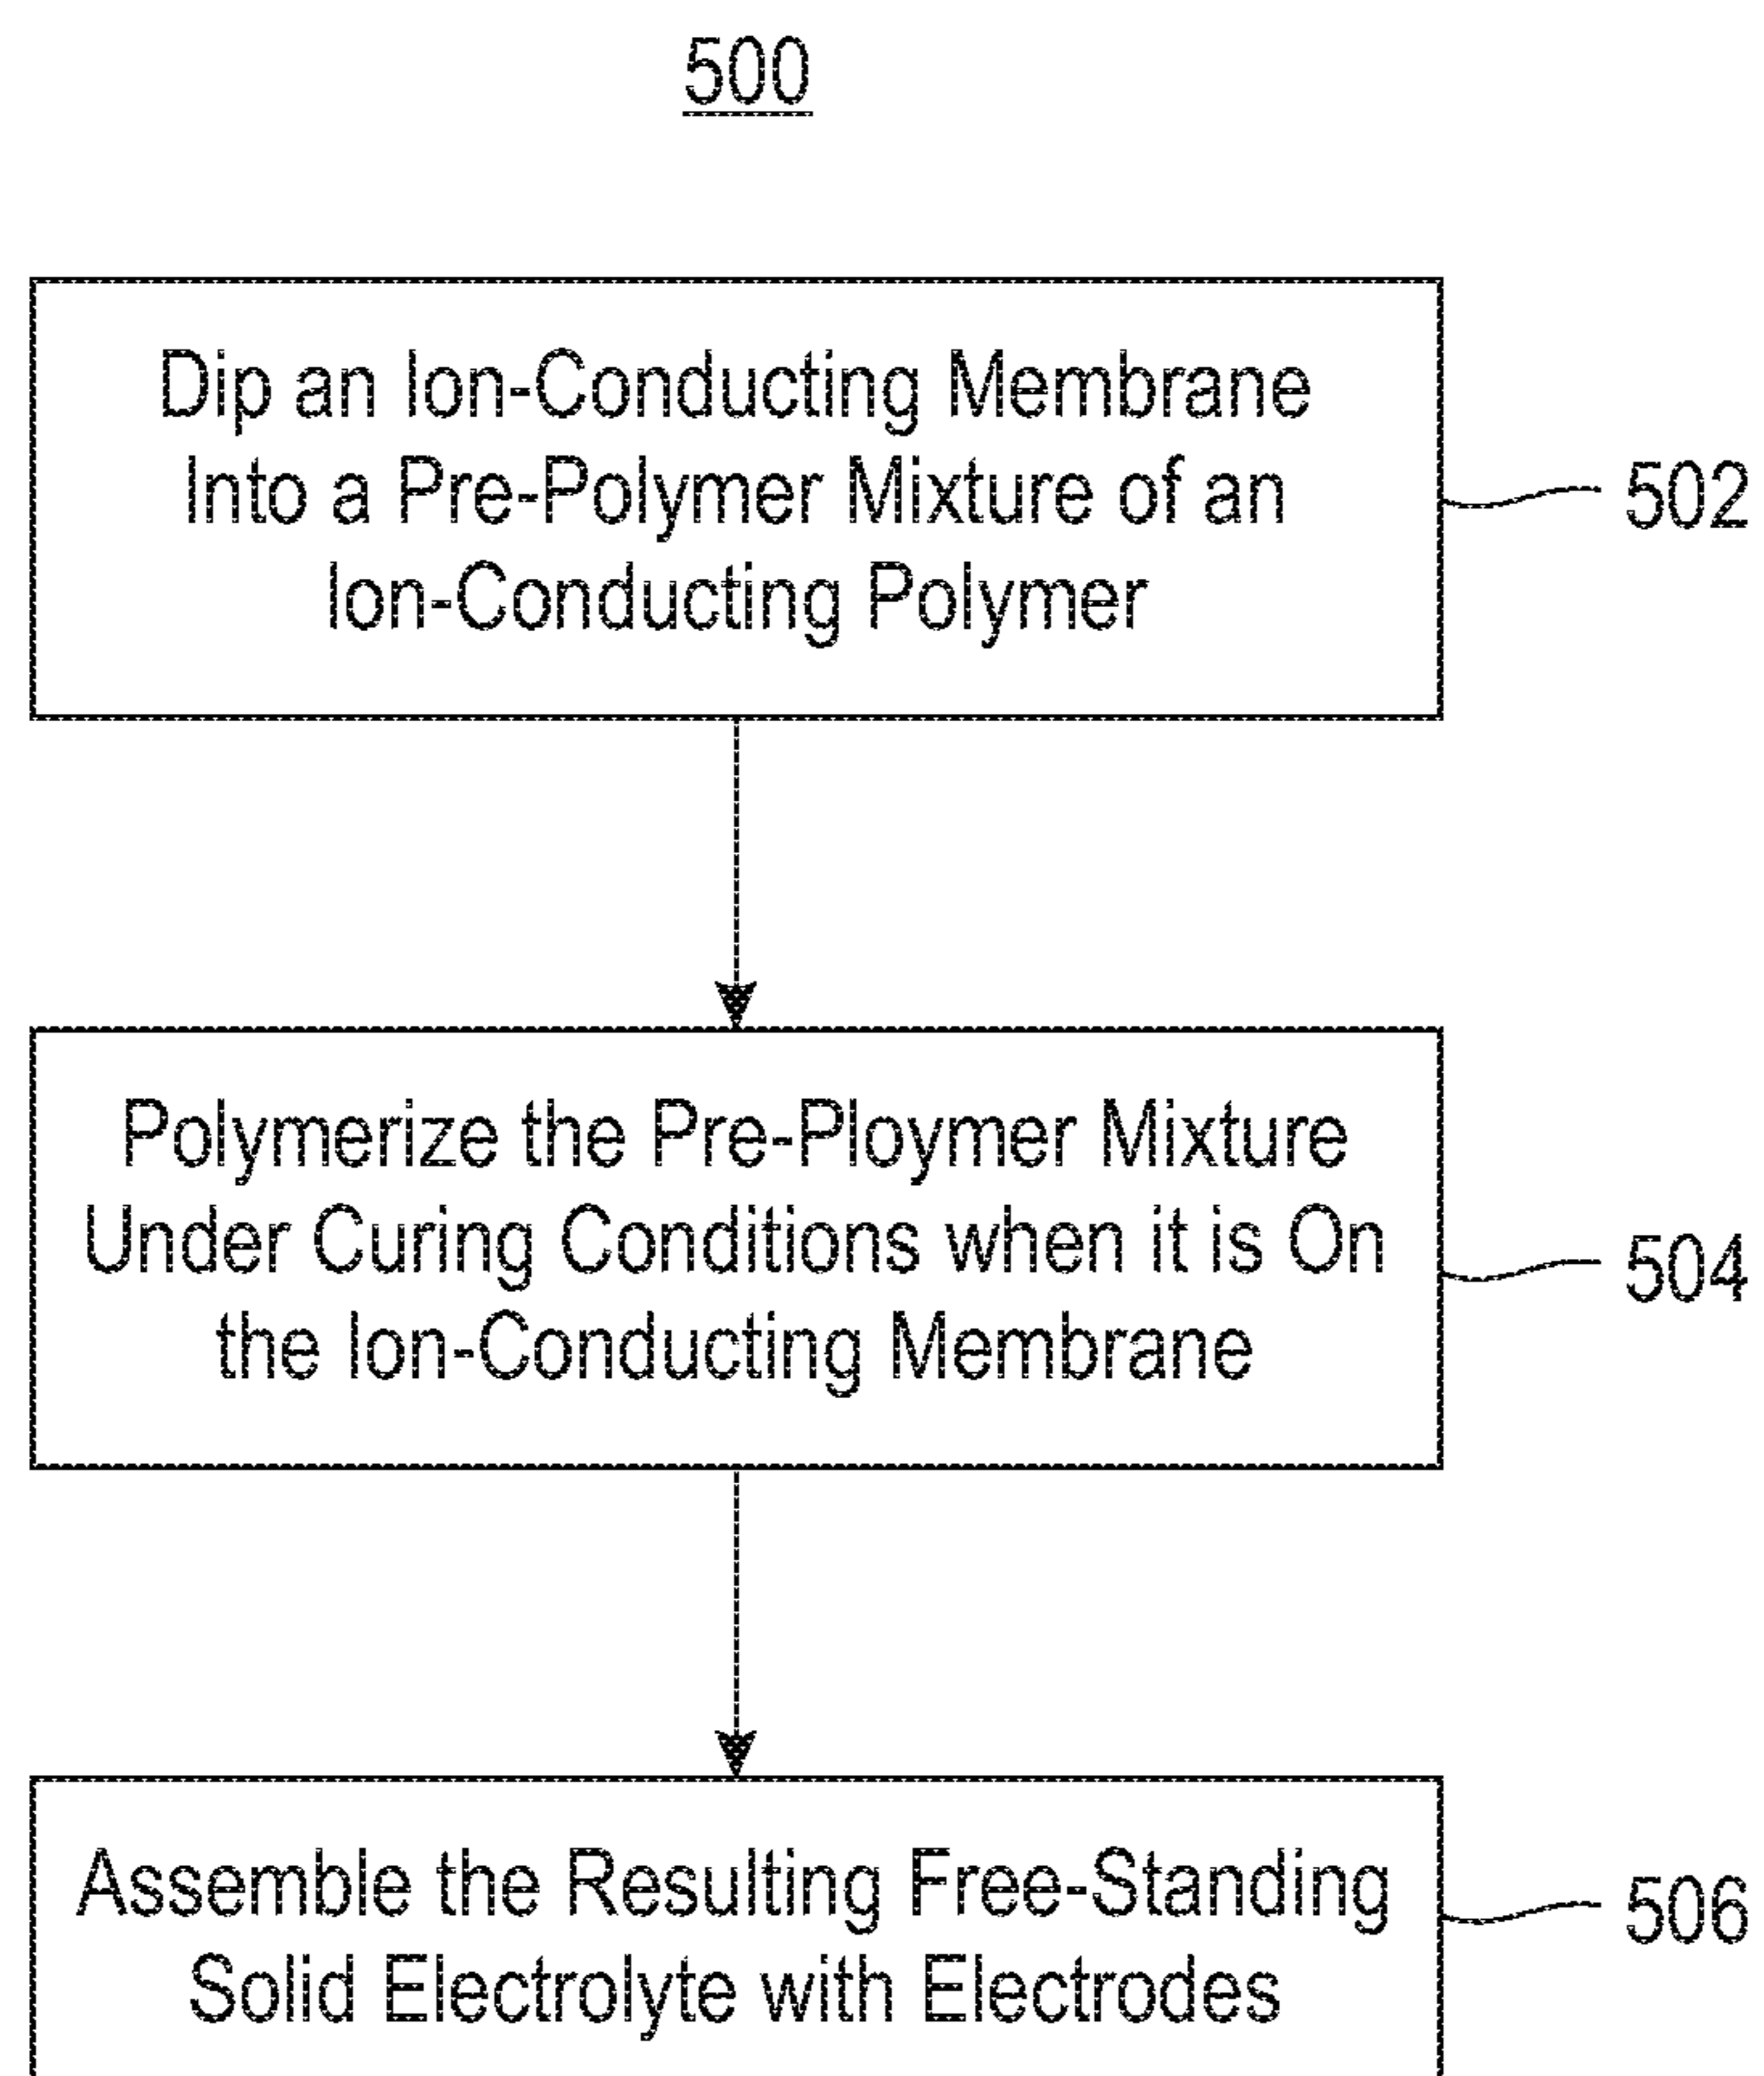 500
Dip an Ion-Conducting Membrane
Into a Pre-Polymer Mixture of an
Ion-Conducting Polymer
502
Polymerize the Pre-Ploymer Mixture
Under Curing Conditions when it is On
the Ion-Conducting Membrane
504
Assemble the Resulting Free-Standing
Solid Electrolyte with Electrodes
506